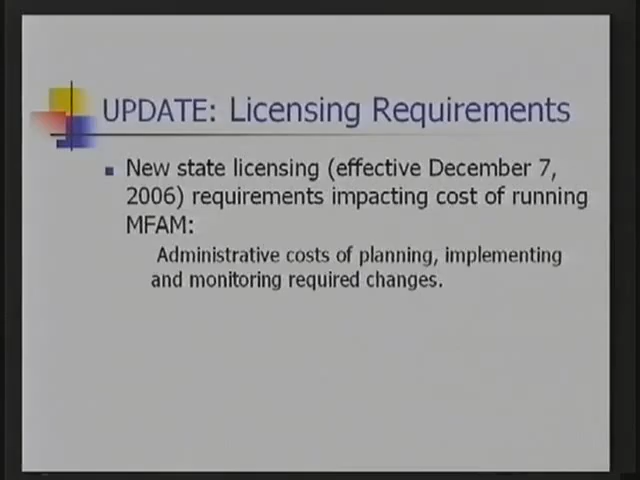 UPDATE: Licensing Requirements
New state licensing (effective December 7,
2006) requirements impacting cost of running
MFAM:
Administrative costs of planning, implementing
and monitoring required changes.